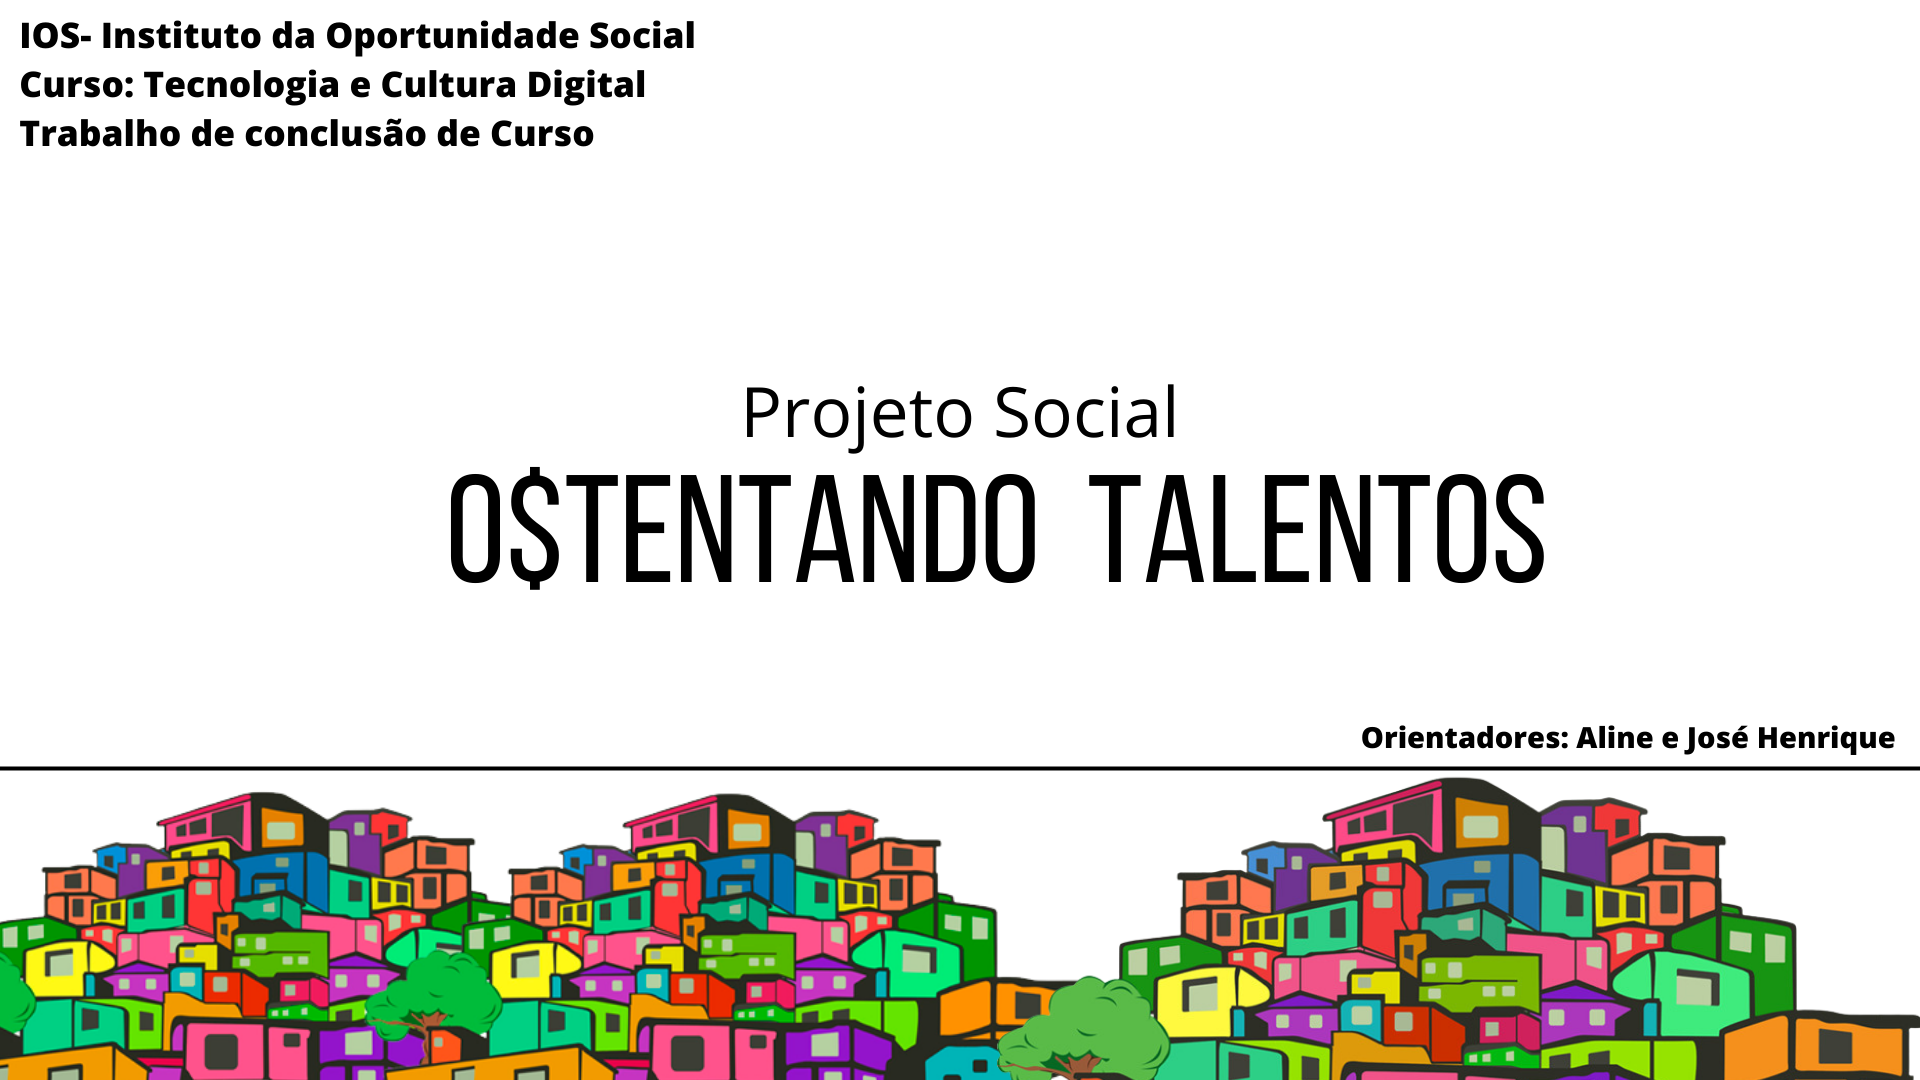 IOS- Instituto da Oportunidade Social
Curso: Tecnologia e Cultura Digital
Trabalho de conclusão de Curso
Projeto Social
O$TENTANDO TALENTOS
Orientadores: Aline e José Henrique